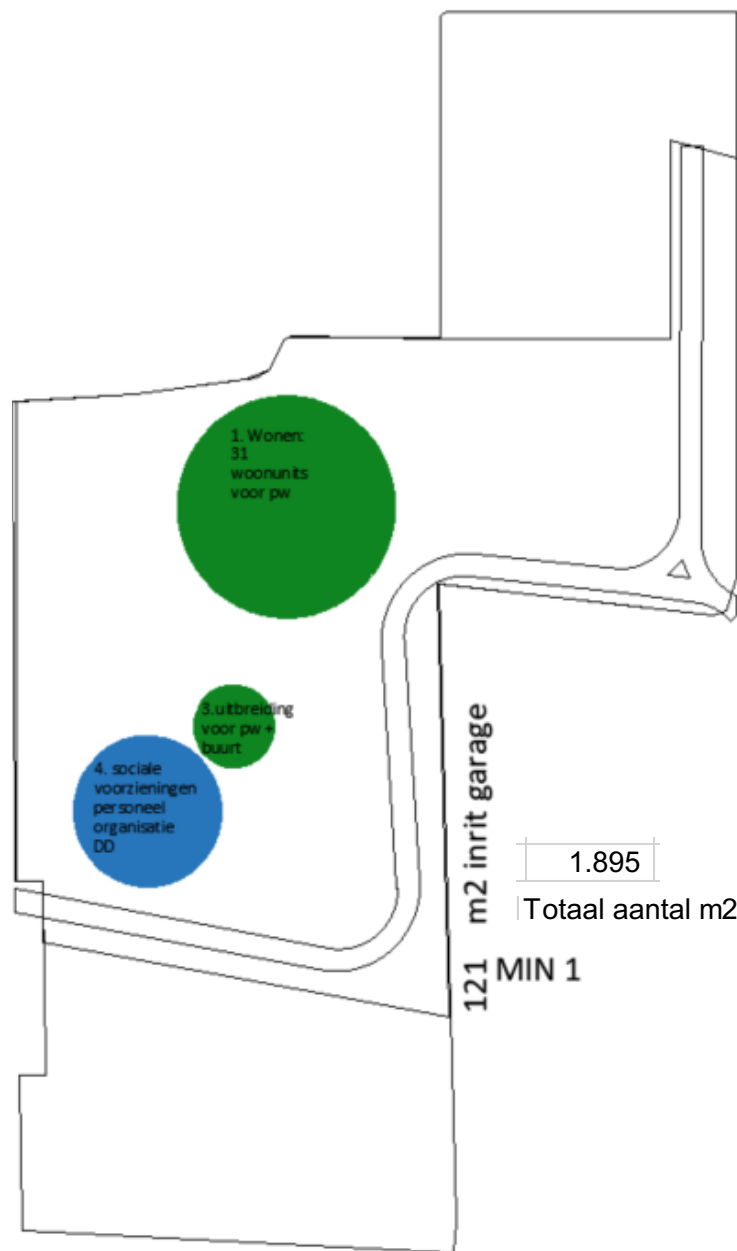 1. Wonen:
31
woonunits
voor pw
3.uitbreiding
voor pw +
buurt
4. sociale
voorzieningen
personeel
organisatie
DD
121 m2 inrit garage
1.895
Totaal aantal m2
MIN 1